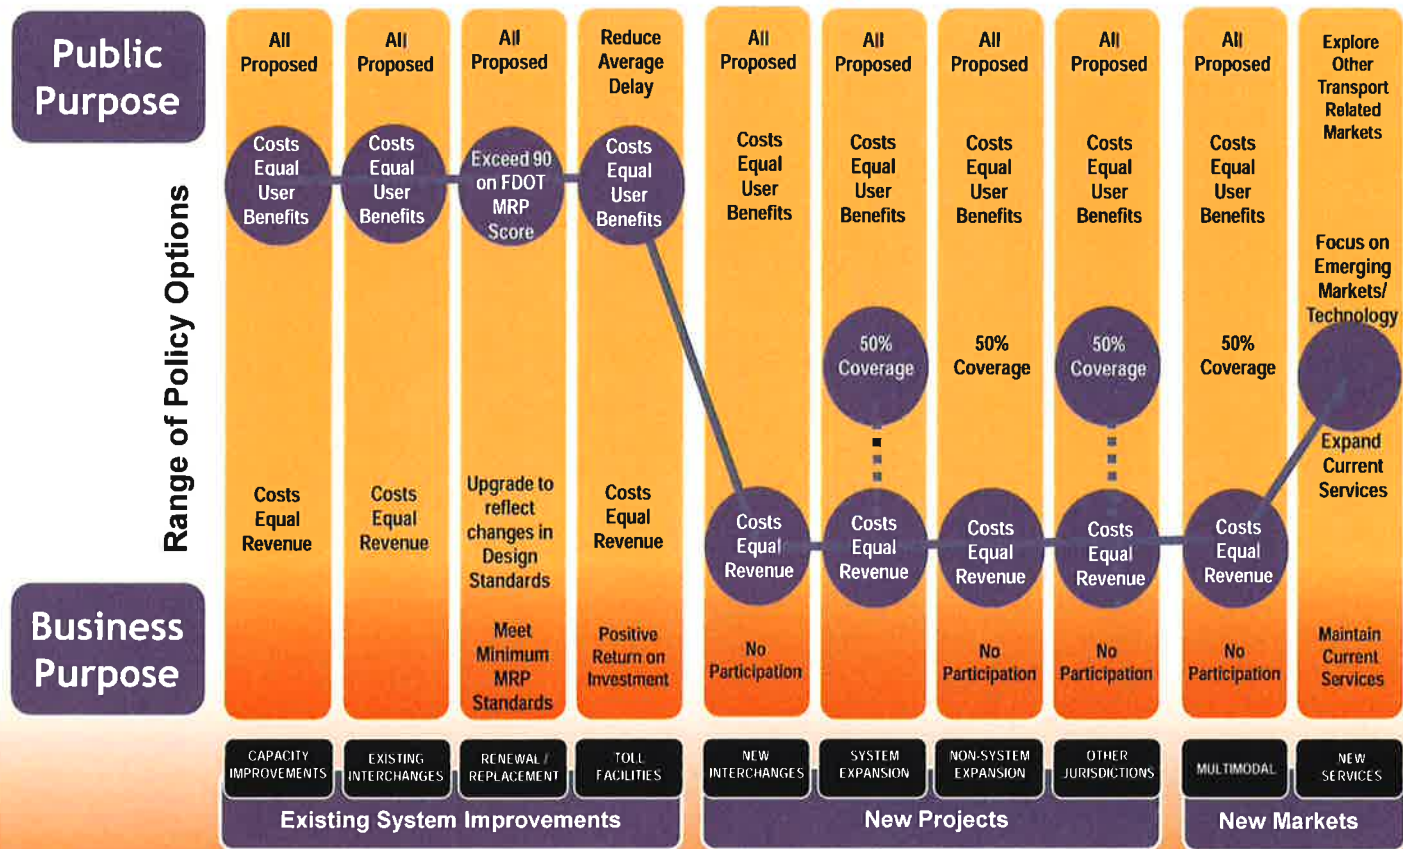 Public
Purpose
Range of Policy Options
Business
Purpose
All
Proposed
Costs
Equal
User
Benefits
Costs
Equal
Revenue
CAPACITY
IMPROVEMENTS
All
Proposed
Costs
Equal
User
Benefits
Costs
Equal
Revenue
EXISTING
INTERCHANGES
All
Proposed
Exceed 90
on FDOT
MRP
Score
Upgrade to
reflect
changes in
Design
Standards
Meet
Minimum
MRP
Standards
RENEWAL /
REPLACEMENT
Reduce
Average
Delay
Costs
Equal
User
Benefits
Costs
Equal
Revenue
Positive
Return on
Investment
TOLL
FACILITIES
Existing System Improvements
All
Proposed
Costs
Equal
User
Benefits
Costs
Equal
Revenue
No
Participation
NEW
INTERCHANGES
All
Proposed
Costs
Equal
User
Benefits
50%
Coverage
Costs
Equal
Revenue
SYSTEM
EXPANSION
All
Proposed
Costs
Equal
User
Benefits
50%
Coverage
Costs
Equal
Revenue
No
Participation
NON-SYSTEM
EXPANSION
All
Proposed
Costs
Equal
User
Benefits
50%
Coverage
Costs
Equal
Revenue
No
Participation
OTHER
JURISDICTIONS
New Projects
All
Proposed
Costs
Equal
User
Benefits
50%
Coverage
Costs
Equal
Revenue
No
Participation
MULTIMODAL
Explore
Other
Transport
Related
Markets
Focus on
Emerging
Markets/
Technology
Expand
Current
Services
Maintain
Current
Services
NEW
SERVICES
New Markets